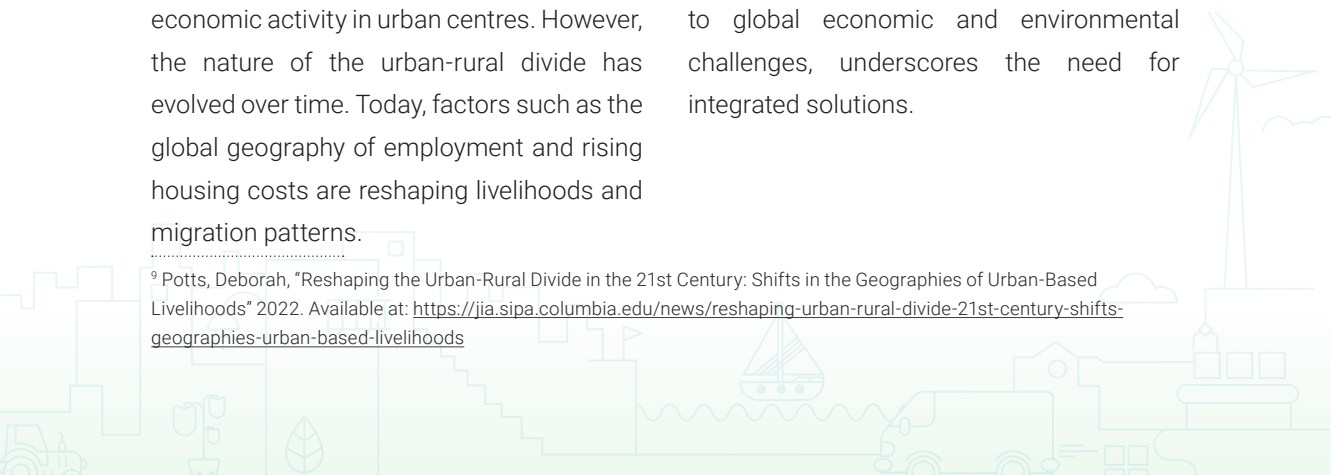 economic activity in urban centres. However,
the nature of the urban-rural divide has
evolved over time. Today, factors such as the
global geography of employment and rising
housing costs are reshaping livelihoods and
migration patterns.
to global economic and environmental
challenges, underscores the need for
integrated solutions.
⁹ Potts, Deborah, “Reshaping the Urban-Rural Divide in the 21st Century: Shifts in the Geographies of Urban-Based
Livelihoods” 2022. Available at: https://jia.sipa.columbia.edu/news/reshaping-urban-rural-divide-21st-century-shifts-
geographies-urban-based-livelihoods